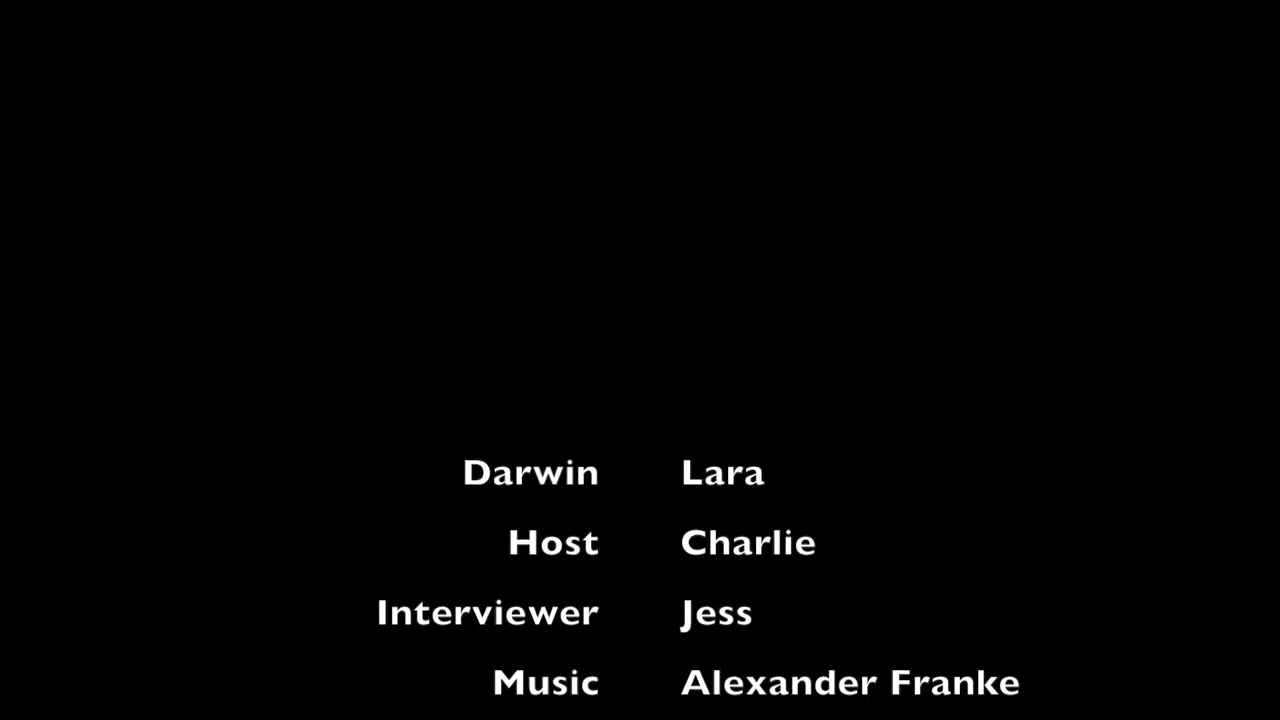 Darwin Lara
Host Charlie
Interviewer Jess
Music Alexander Franke